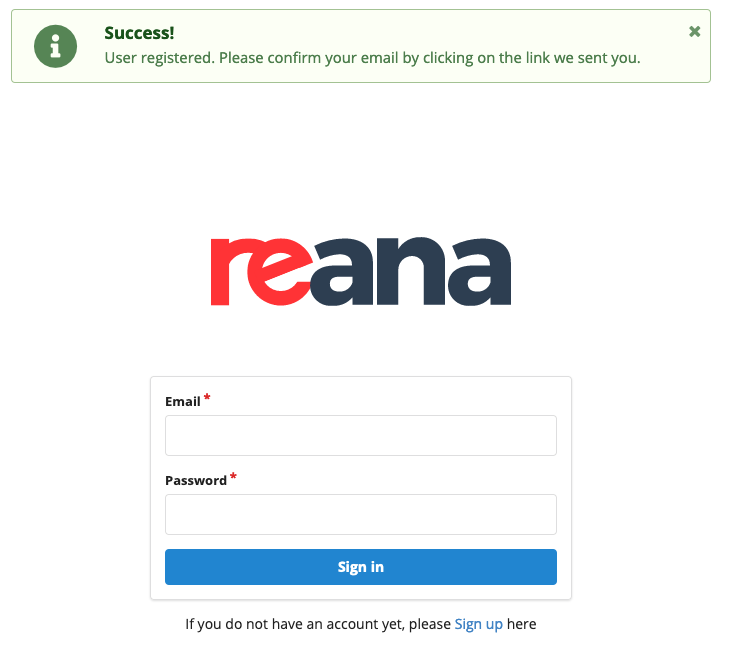 Success!
User registered. Please confirm your email by clicking on the link we sent you.
reana
Email *
Password *
Sign in
If you do not have an account yet, please Sign up here